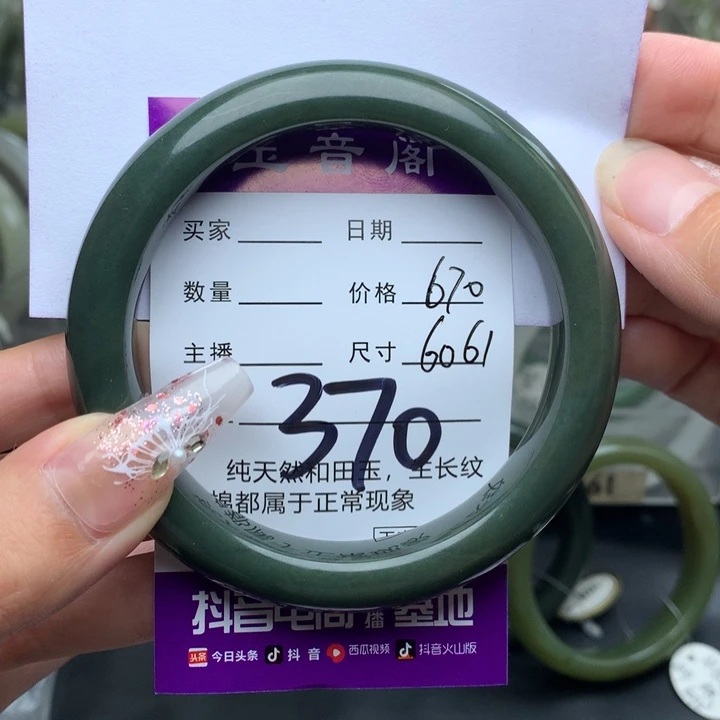 玉音阁
买家 日期
数量 价格 670
主播 尺寸 6061
370
纯天然和田玉，生长纹
棉都属于正常现象
抖音电商直播基地
头条 今日头条 抖音 西瓜视频 抖音火山版
61